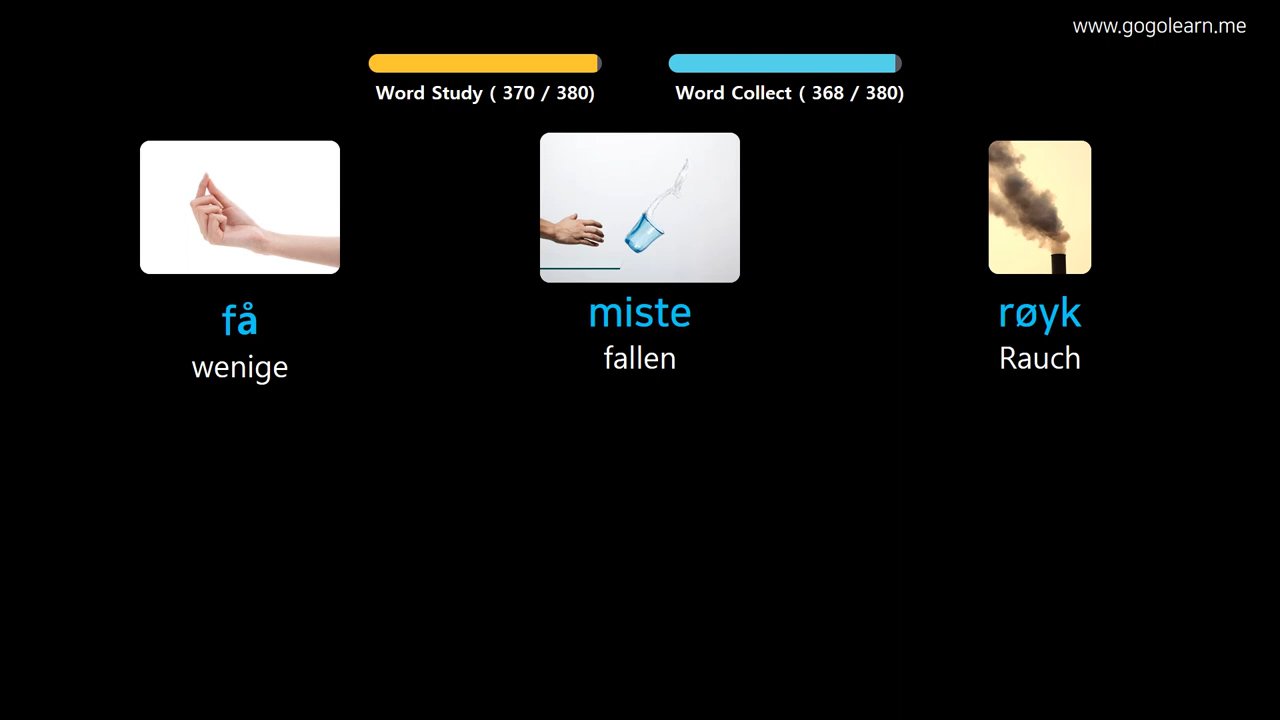 www.gogolearn.me
Word Study ( 370 / 380)
Word Collect ( 368 / 380)
få
miste
røyk
wenige
fallen
Rauch